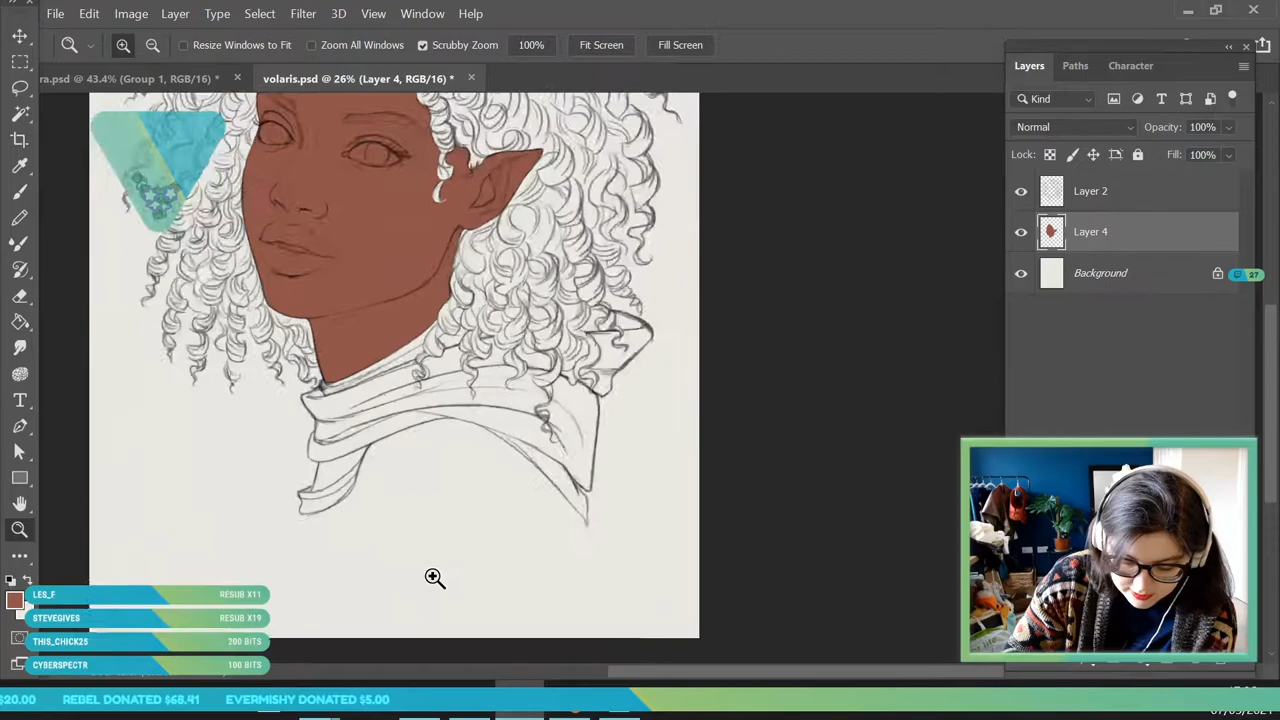 File Edit Image Layer Type Select Filter 3D View Window Help
Resize Windows to Fit Zoom All Windows Scrubby Zoom 100% Fit Screen Fill Screen
ra.psd @ 43.4% (Group 1, RGB/16) * volaris.psd @ 26% (Layer 4, RGB/16) *
Layers Paths Character
Kind
Normal Opacity: 100%
Lock: Fill: 100%
Layer 2
Layer 4
Background
27
LES_F RESUB X11
STEVEGIVES RESUB X19
THIS_CHICK25 200 BITS
CYBERSPECTR 100 BITS
$20.00 REBEL DONATED $68.41 EVERMISHY DONATED $5.00